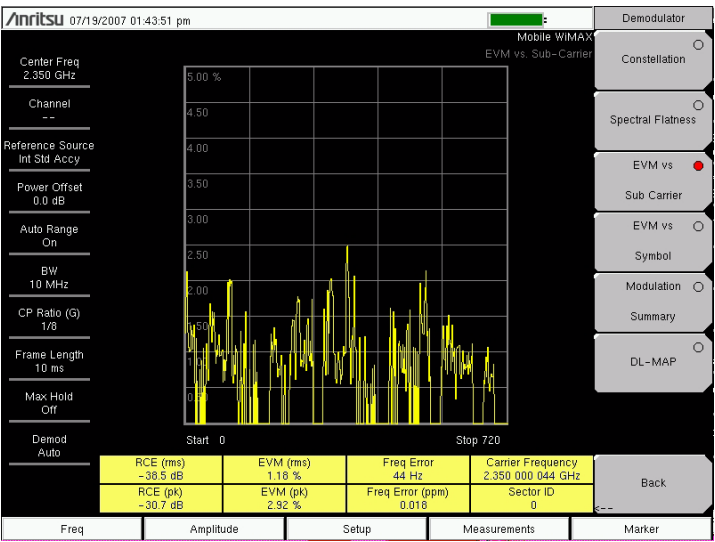 Anritsu 07/19/2007 01:43:51 pm
Mobile WiMAX
EVM vs. Sub-Carrier
Center Freq
2.350 GHz
Channel
--
Reference Source
Int Std Accy
Power Offset
0.0 dB
Auto Range
On
BW
10 MHz
CP Ratio (G)
1/8
Frame Length
10 ms
Max Hold
Off
Demod
Auto
5.00 %
4.50
4.00
3.50
3.00
2.50
2.00
Start 0
Stop 720
RCE (rms)
-38.5 dB
EVM (rms)
1.18 %
Freq Error
44 Hz
Carrier Frequency
2.350 000 044 GHz
RCE (pk)
-30.7 dB
EVM (pk)
2.92 %
Freq Error (ppm)
0.018
Sector ID
0
Demodulator
Constellation
Spectral Flatness
EVM vs
Sub Carrier
EVM vs
Symbol
Modulation
Summary
DL-MAP
Back
<--
Freq
Amplitude
Setup
Measurements
Marker